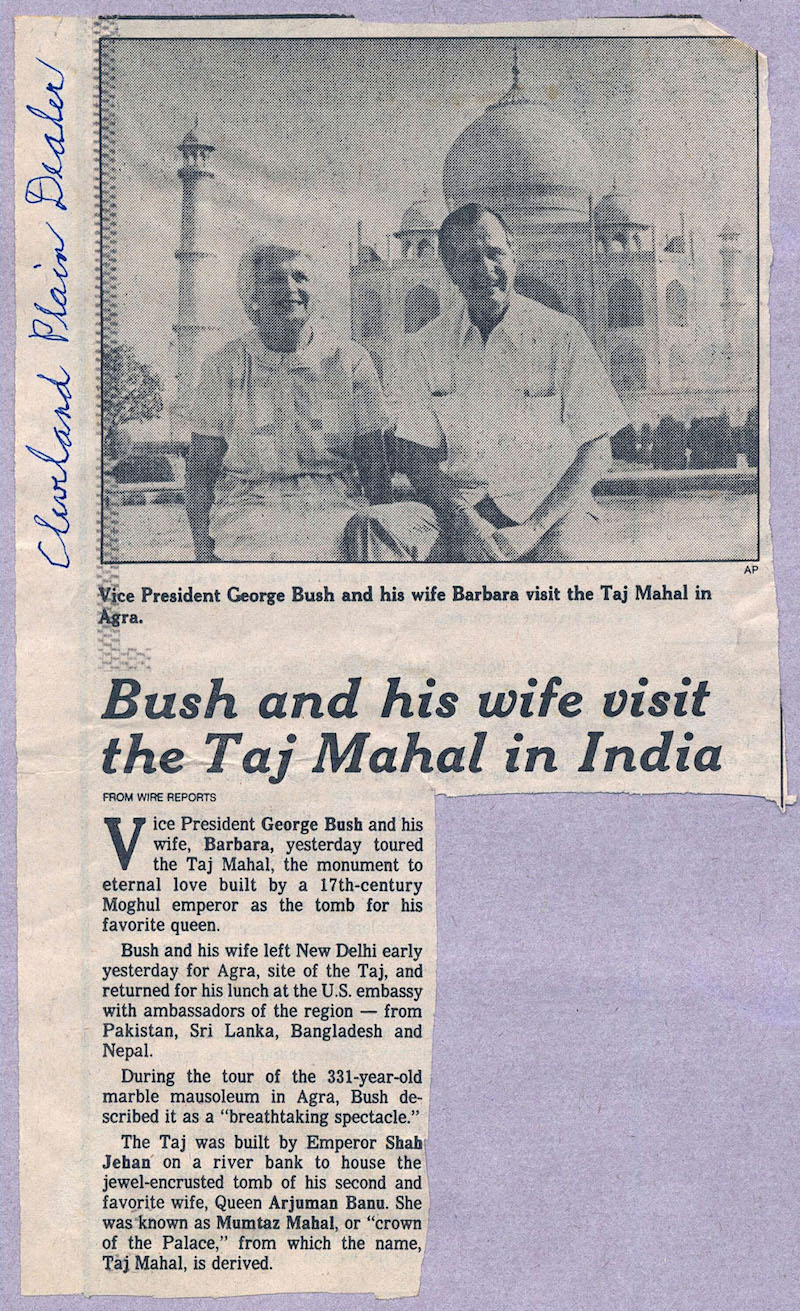 Cleveland Plain Dealer
AP
Vice President George Bush and his wife Barbara visit the Taj Mahal in
Agra.
Bush and his wife visit
the Taj Mahal in India
FROM WIRE REPORTS
Vice President George Bush and his
wife, Barbara, yesterday toured
the Taj Mahal, the monument to
eternal love built by a 17th-century
Moghul emperor as the tomb for his
favorite queen.
Bush and his wife left New Delhi early
yesterday for Agra, site of the Taj, and
returned for his lunch at the U.S. embassy
with ambassadors of the region — from
Pakistan, Sri Lanka, Bangladesh and
Nepal.
During the tour of the 331-year-old
marble mausoleum in Agra, Bush de-
scribed it as a “breathtaking spectacle.”
The Taj was built by Emperor Shah
Jehan on a river bank to house the
jewel-encrusted tomb of his second and
favorite wife, Queen Arjuman Banu. She
was known as Mumtaz Mahal, or “crown
of the Palace,” from which the name,
Taj Mahal, is derived.